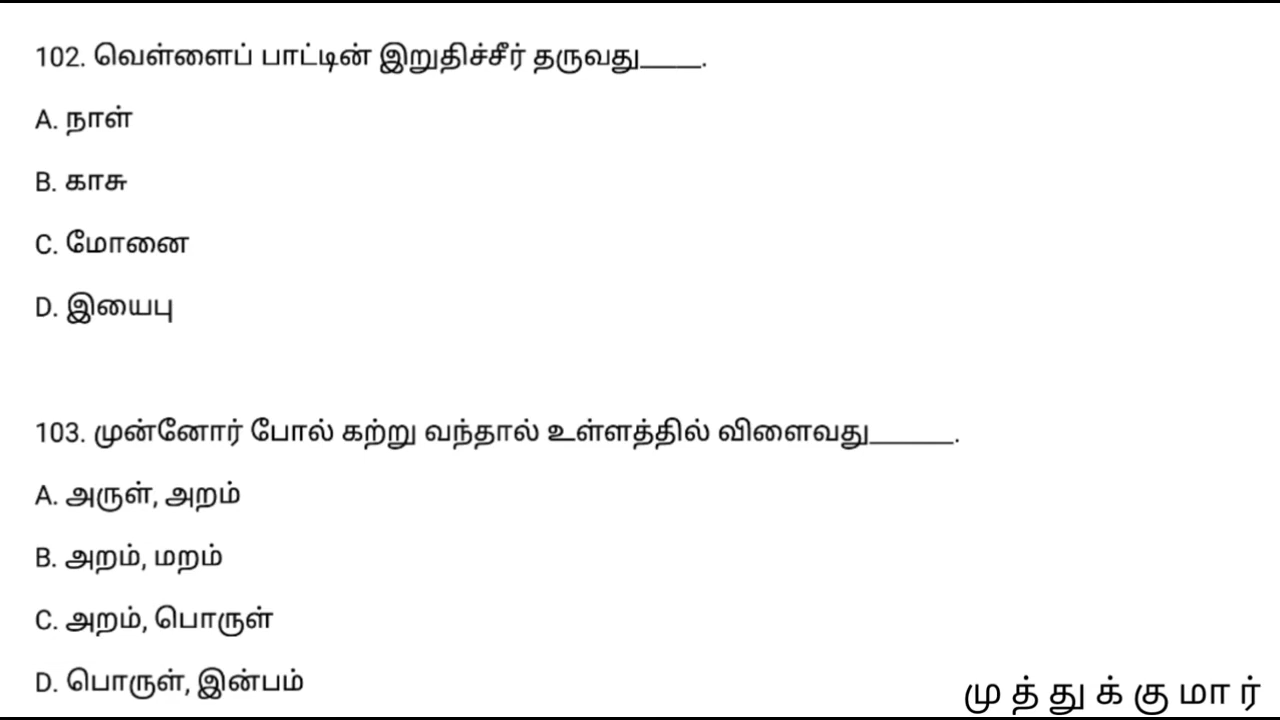 102. வெள்ளைப் பாட்டின் இறுதிச்சீர் தருவது_____.
A. நாள்
B. காசு
C. மோனை
D. இயைபு
103. முன்னோர் போல் கற்று வந்தால் உள்ளத்தில் விளைவது_______.
A. அருள், அறம்
B. அறம், மறம்
C. அறம், பொருள்
D. பொருள், இன்பம்
முத்துக்குமார்